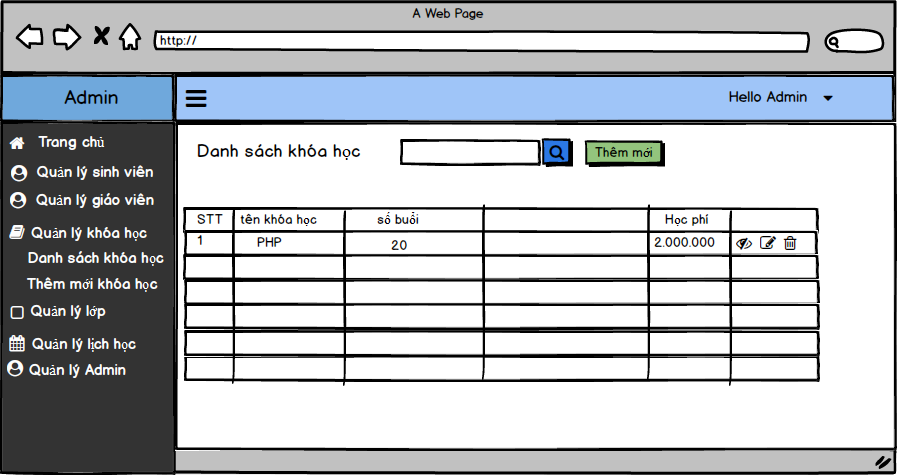 A Web Page
http://
Admin
Hello Admin
Trang chủ
Quản lý sinh viên
Quản lý giáo viên
Quản lý khóa học
Danh sách khóa học
Thêm mới khóa học
Quản lý lớp
Quản lý lịch học
Quản lý Admin
Danh sách khóa học
Thêm mới
STT tên khóa học số buổi Học phí
1 PHP 20 2.000.000